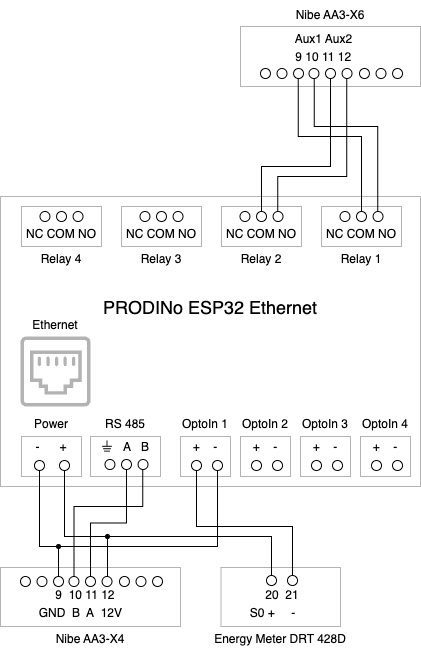 Nibe AA3-X6
Aux1 Aux2
9 10 11 12
NC COM NO NC COM NO NC COM NO NC COM NO
Relay 4 Relay 3 Relay 2 Relay 1
PRODINo ESP32 Ethernet
Ethernet
Power RS 485 OptoIn 1 OptoIn 2 OptoIn 3 OptoIn 4
- + A B + - + - + - + -
9 10 11 12 20 21
GND B A 12V S0 + -
Nibe AA3-X4 Energy Meter DRT 428D